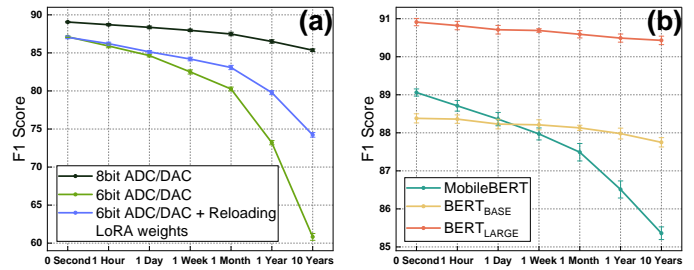 (a)
90
85
80
75
70
65
60
F1 Score
8bit ADC/DAC
6bit ADC/DAC
6bit ADC/DAC + Reloading
LoRA weights
0 Second 1 Hour 1 Day 1 Week 1 Month 1 Year 10 Years
(b)
91
90
89
88
87
86
85
F1 Score
MobileBERT
BERT_BASE
BERT_LARGE
0 Second 1 Hour 1 Day 1 Week 1 Month 1 Year 10 Years